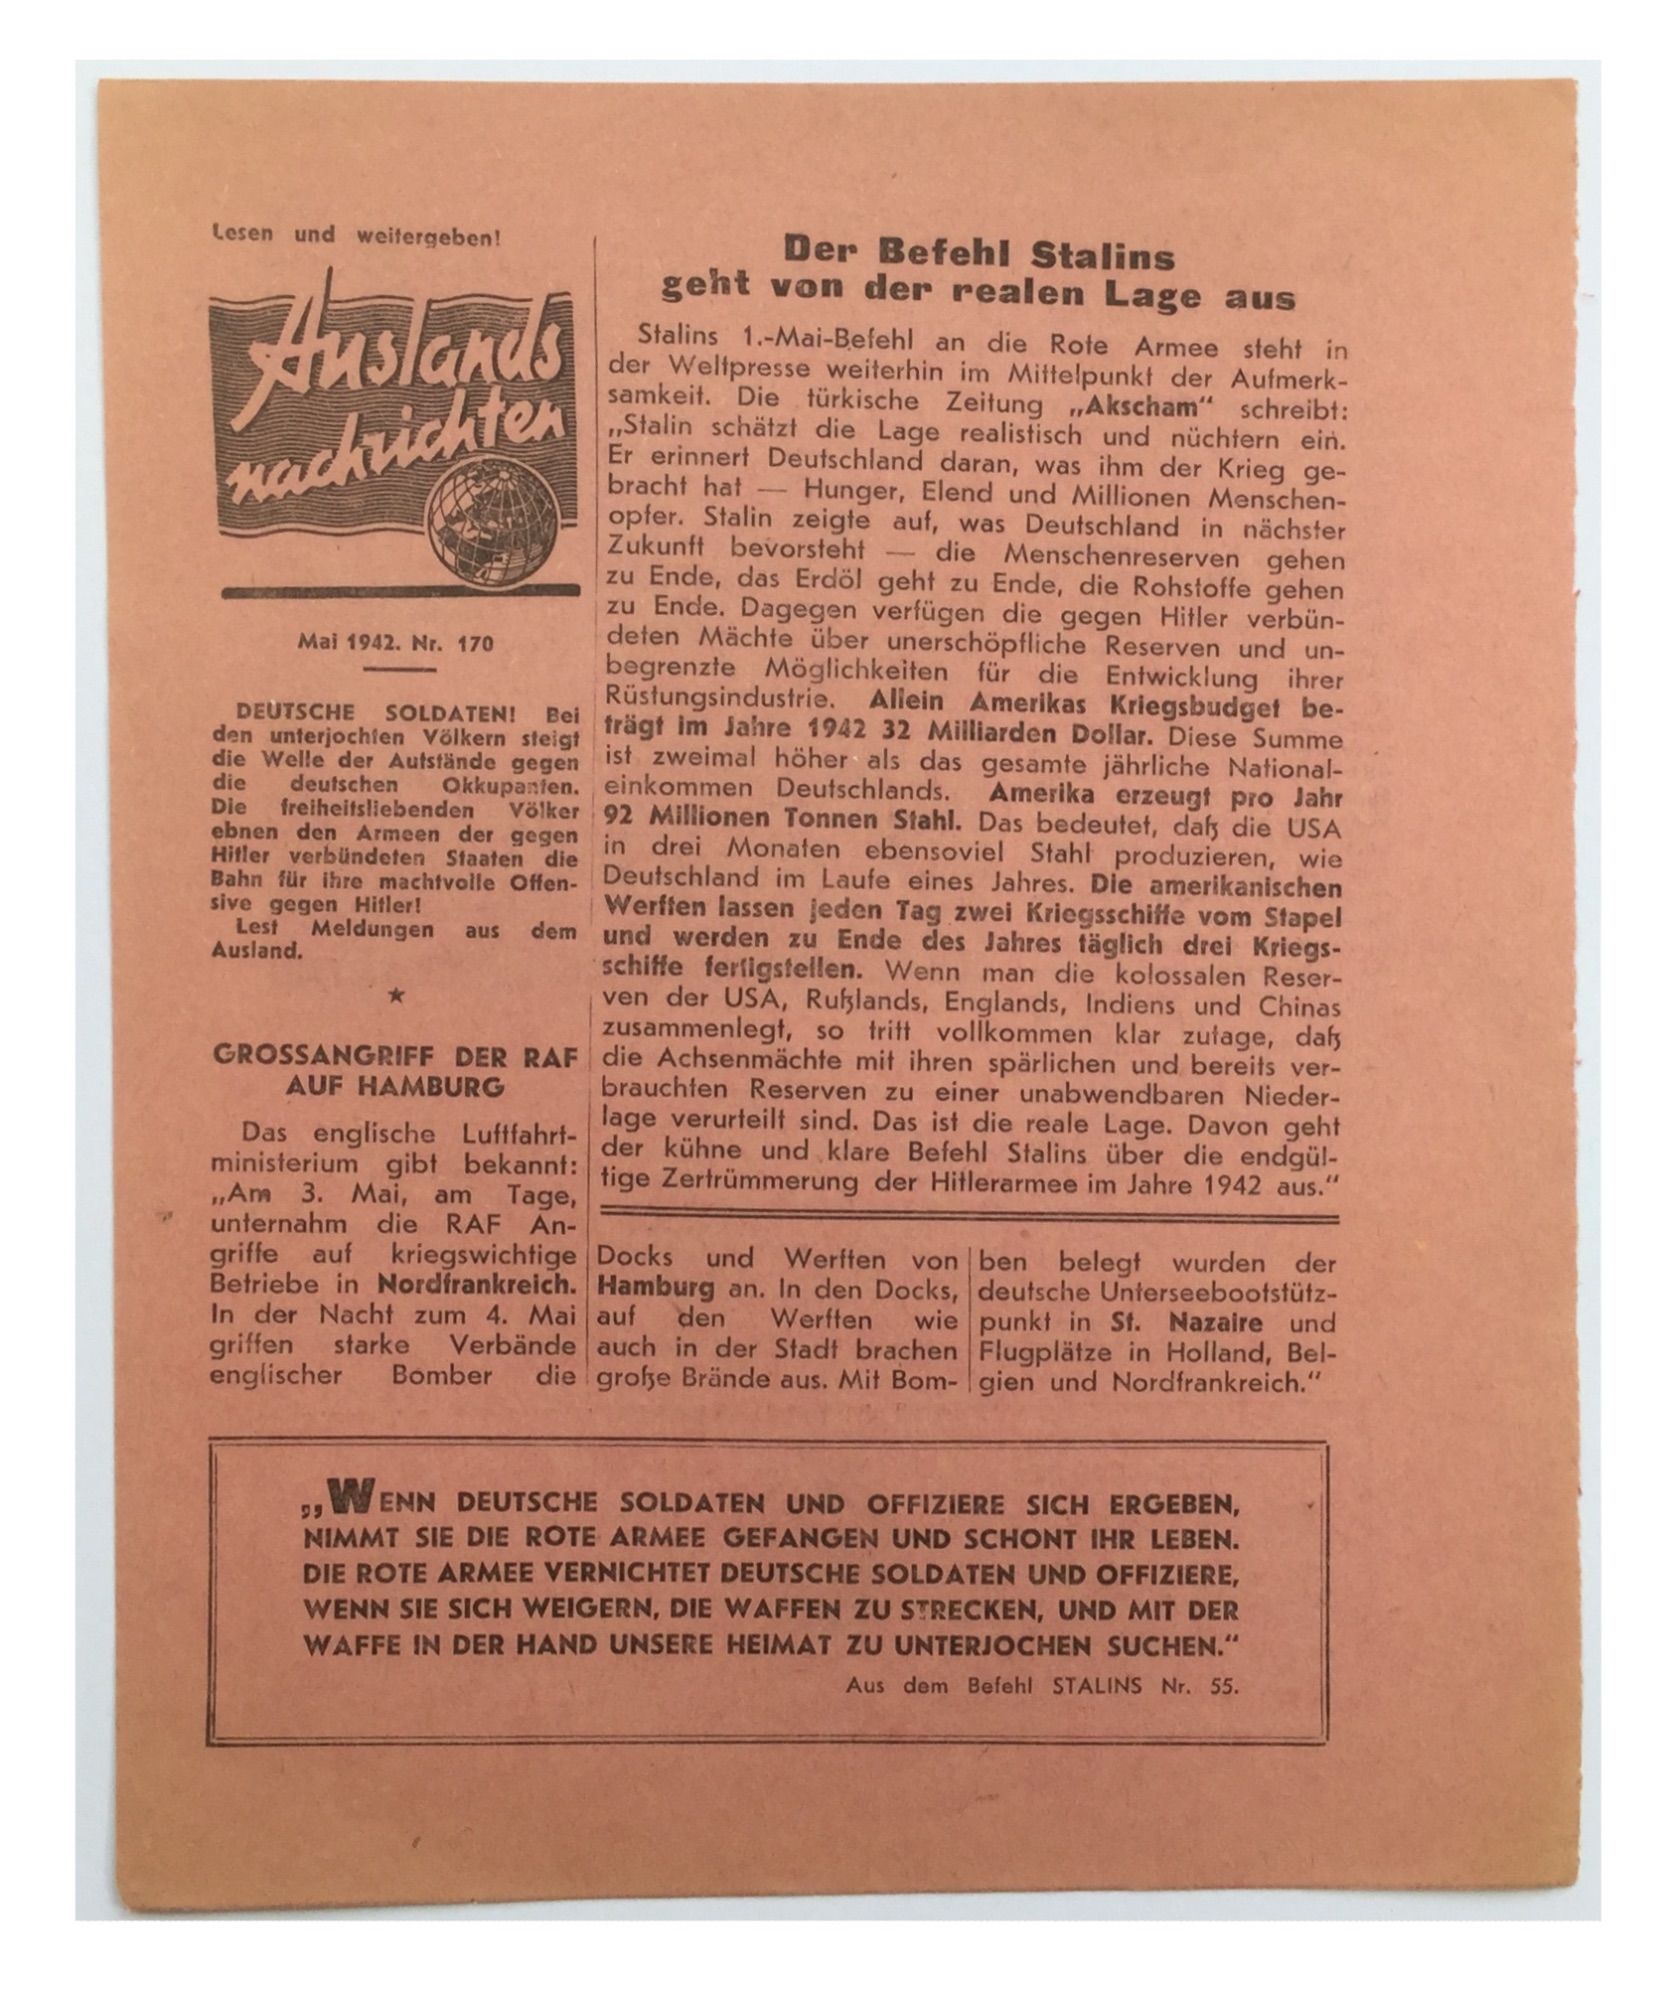 Lesen und weitergeben!
Auslands
nachrichten
Mai 1942. Nr. 170
DEUTSCHE SOLDATEN! Bei
den unterjochten Völkern steigt
die Welle der Aufstände gegen
die deutschen Okkupanten.
Die freiheitsliebenden Völker
ebnen den Armeen der gegen
Hitler verbündeten Staaten die
Bahn für ihre machtvolle Offen-
sive gegen Hitler!
Lest Meldungen aus dem
Ausland.
★
GROSSANGRIFF DER RAF
AUF HAMBURG
Das englische Luftfahrt-
ministerium gibt bekannt:
„Am 3. Mai, am Tage,
unternahm die RAF An-
griffe auf kriegswichtige
Betriebe in Nordfrankreich.
In der Nacht zum 4. Mai
griffen starke Verbände
englischer Bomber die
Docks und Werften von
Hamburg an. In den Docks,
auf den Werften wie
auch in der Stadt brachen
große Brände aus. Mit Bom-
ben belegt wurden der
deutsche Unterseebootstütz-
punkt in St. Nazaire und
Flugplätze in Holland, Bel-
gien und Nordfrankreich.“
Der Befehl Stalins
geht von der realen Lage aus
Stalins 1.-Mai-Befehl an die Rote Armee steht in
der Weltpresse weiterhin im Mittelpunkt der Aufmerk-
samkeit. Die türkische Zeitung „Akscham“ schreibt:
„Stalin schätzt die Lage realistisch und nüchtern ein.
Er erinnert Deutschland daran, was ihm der Krieg ge-
bracht hat — Hunger, Elend und Millionen Menschen-
opfer. Stalin zeigte auf, was Deutschland in nächster
Zukunft bevorsteht — die Menschenreserven gehen
zu Ende, das Erdöl geht zu Ende, die Rohstoffe gehen
zu Ende. Dagegen verfügen die gegen Hitler verbün-
deten Mächte über unerschöpfliche Reserven und un-
begrenzte Möglichkeiten für die Entwicklung ihrer
Rüstungsindustrie. Allein Amerikas Kriegsbudget be-
trägt im Jahre 1942 32 Milliarden Dollar. Diese Summe
ist zweimal höher als das gesamte jährliche National-
einkommen Deutschlands. Amerika erzeugt pro Jahr
92 Millionen Tonnen Stahl. Das bedeutet, daß die USA
in drei Monaten ebensoviel Stahl produzieren, wie
Deutschland im Laufe eines Jahres. Die amerikanischen
Werften lassen jeden Tag zwei Kriegsschiffe vom Stapel
und werden zu Ende des Jahres täglich drei Kriegs-
schiffe fertigstellen. Wenn man die kolossalen Reser-
ven der USA, Rußlands, Englands, Indiens und Chinas
zusammenlegt, so tritt vollkommen klar zutage, daß
die Achsenmächte mit ihren spärlichen und bereits ver-
brauchten Reserven zu einer unabwendbaren Nieder-
lage verurteilt sind. Das ist die reale Lage. Davon geht
der kühne und klare Befehl Stalins über die endgül-
tige Zertrümmerung der Hitlerarmee im Jahre 1942 aus.“
„WENN DEUTSCHE SOLDATEN UND OFFIZIERE SICH ERGEBEN,
NIMMT SIE DIE ROTE ARMEE GEFANGEN UND SCHONT IHR LEBEN.
DIE ROTE ARMEE VERNICHTET DEUTSCHE SOLDATEN UND OFFIZIERE,
WENN SIE SICH WEIGERN, DIE WAFFEN ZU STRECKEN, UND MIT DER
WAFFE IN DER HAND UNSERE HEIMAT ZU UNTERJOCHEN SUCHEN.“
Aus dem Befehl STALINS Nr. 55.